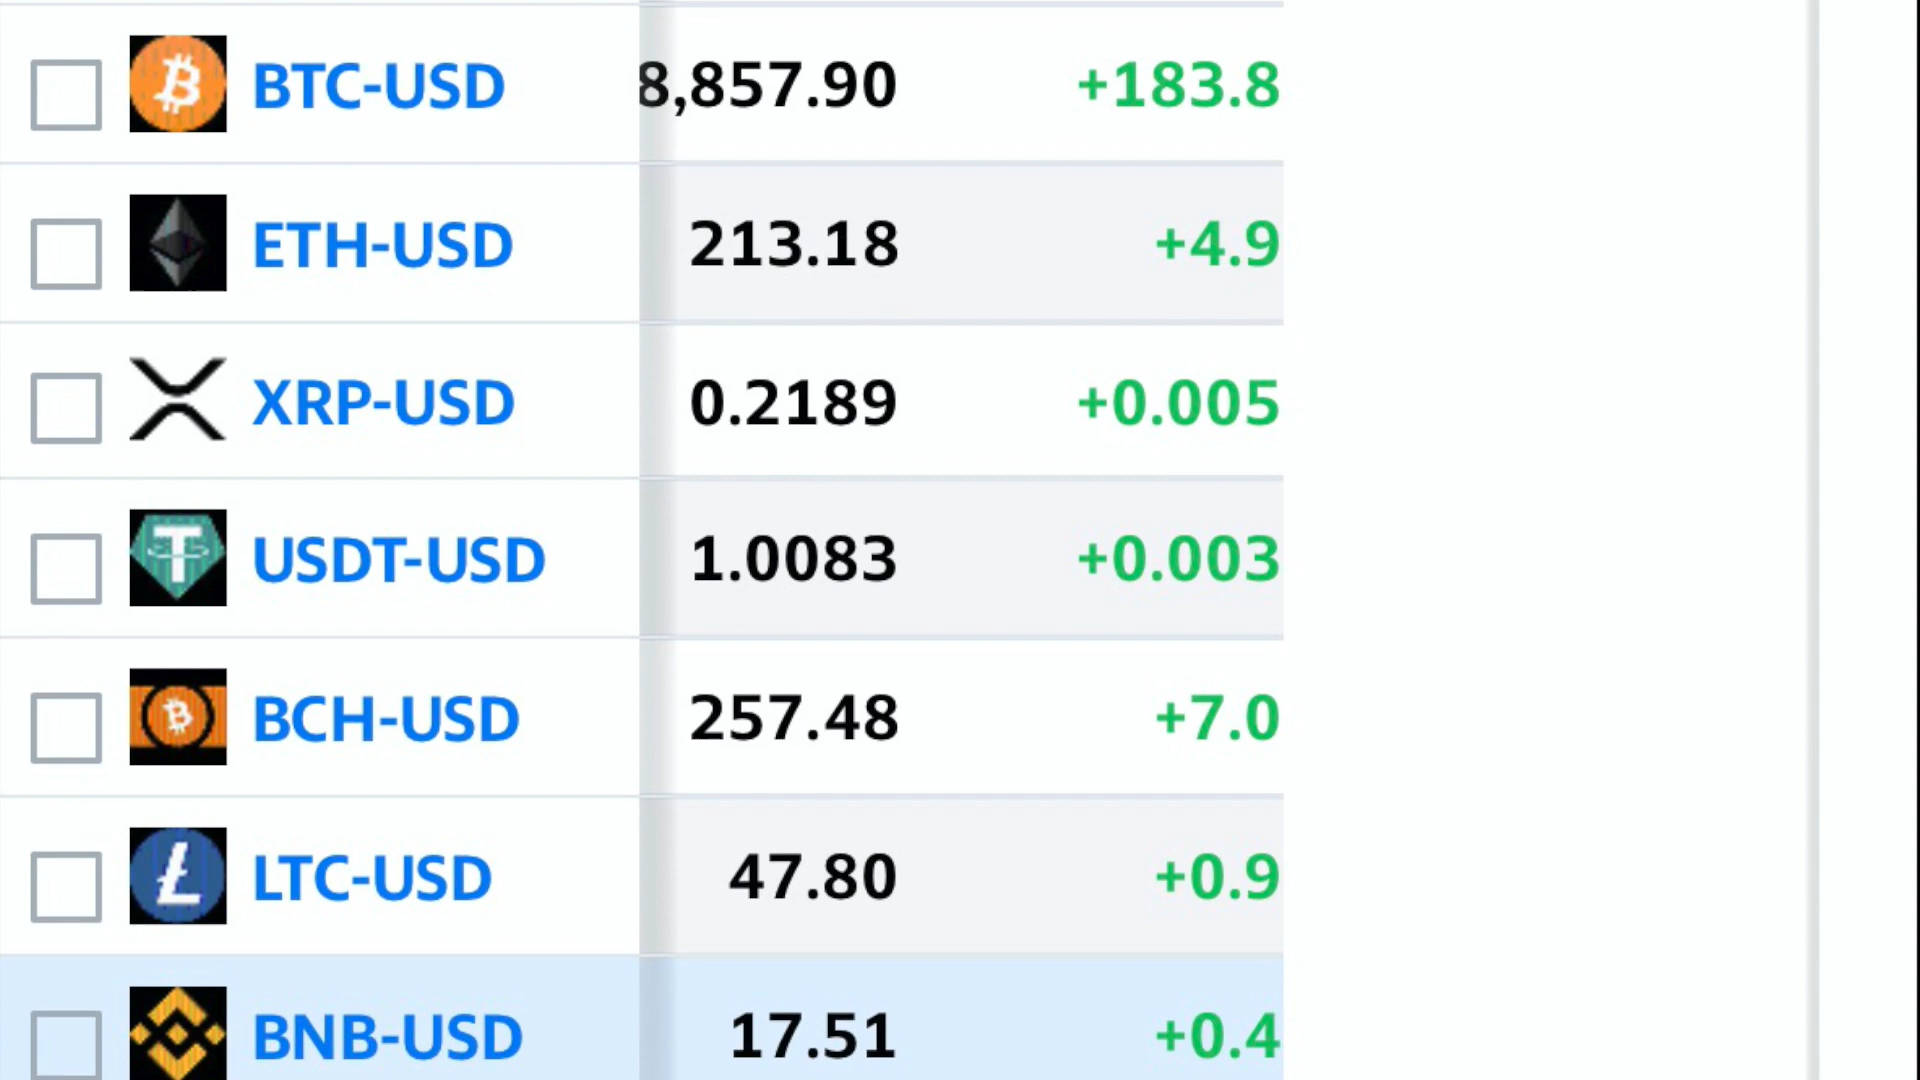 BTC-USD 8,857.90 +183.8
ETH-USD 213.18 +4.9
XRP-USD 0.2189 +0.005
USDT-USD 1.0083 +0.003
BCH-USD 257.48 +7.0
LTC-USD 47.80 +0.9
BNB-USD 17.51 +0.4